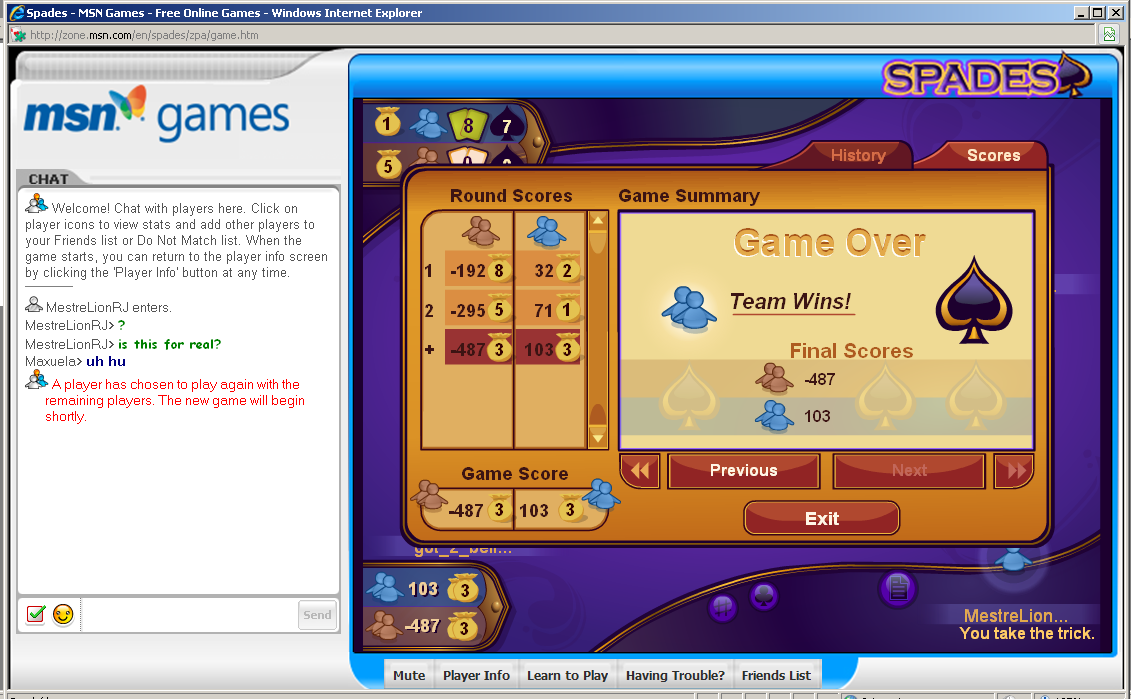 Spades - MSN Games - Free Online Games - Windows Internet Explorer
http://zone.msn.com/en/spades/zpa/game.htm
msn games
CHAT
Welcome! Chat with players here. Click on
player icons to view stats and add other players to
your Friends list or Do Not Match list. When the
game starts, you can return to the player info screen
by clicking the 'Player Info' button at any time.
MestreLionRJ enters.
MestreLionRJ> ?
MestreLionRJ> is this for real?
Maxuela> uh hu
A player has chosen to play again with the
remaining players. The new game will begin
shortly.
Send
SPADES
1 8 7
5 0
History Scores
Round Scores
1 -192 8 32 2
2 -295 5 71 1
+ -487 3 103 3
Game Score
-487 3 103 3
Game Summary
Game Over
Team Wins!
Final Scores
-487
103
Previous Next
Exit
103 3
-487 3
MestreLion...
You take the trick.
Mute Player Info Learn to Play Having Trouble? Friends List